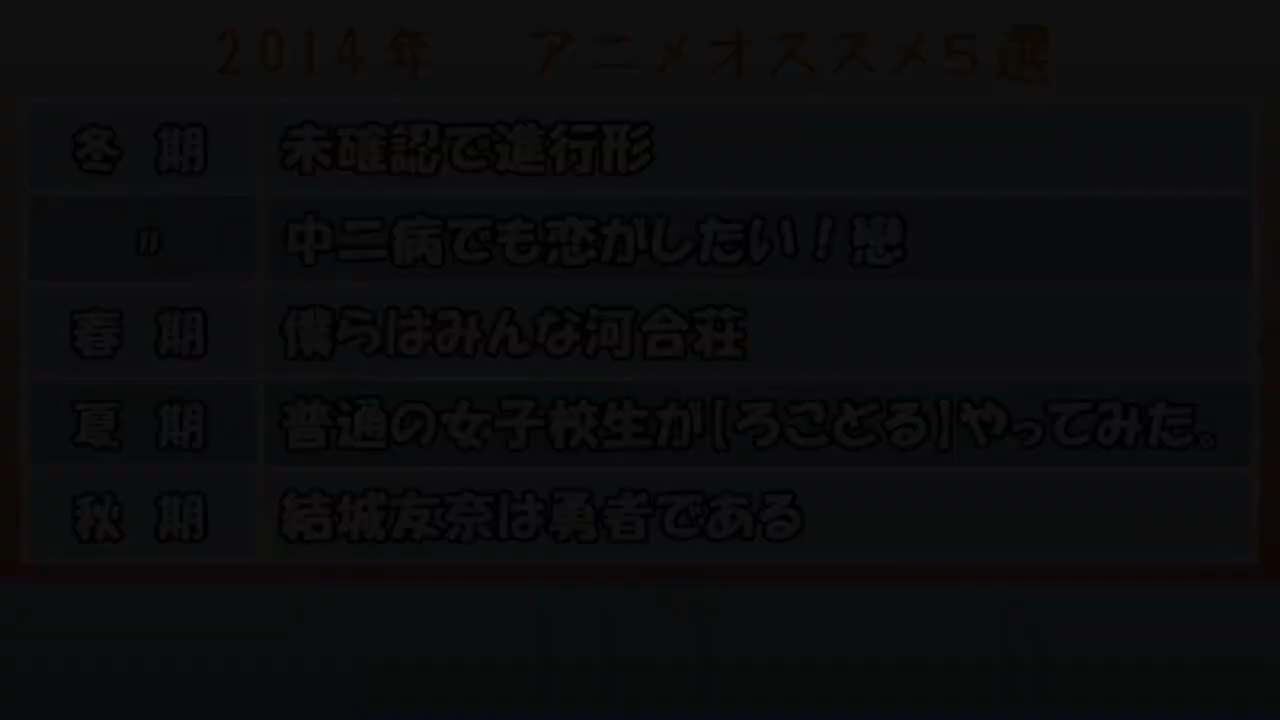 2014年 アニメオススメ5選
冬 期 未確認で進行形
〃 中二病でも恋がしたい！戀
春 期 僕らはみんな河合荘
夏 期 普通の女子校生が[ろこどる]やってみた。
秋 期 結城友奈は勇者である